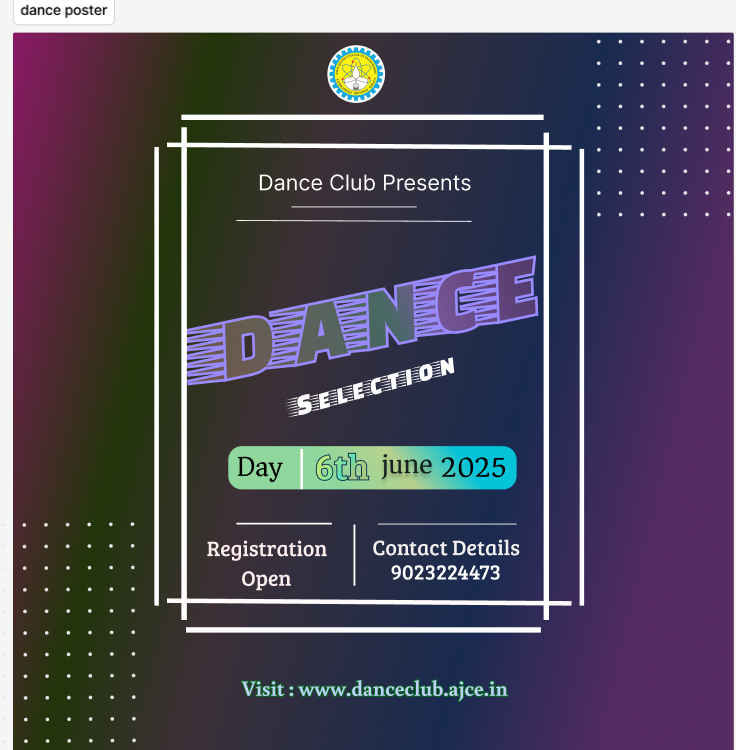 dance poster
Dance Club Presents
DANCE
SELECTION
Day 6th june 2025
Registration
Open
Contact Details
9023224473
Visit : www.danceclub.ajce.in